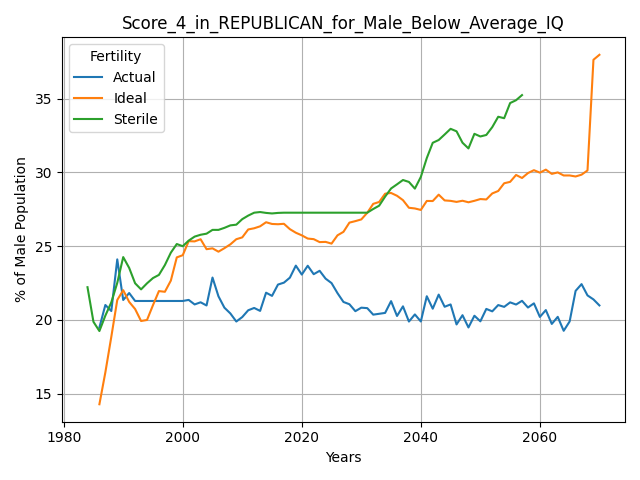 Score_4_in_REPUBLICAN_for_Male_Below_Average_IQ
Fertility
Actual
Ideal
Sterile
% of Male Population
35
30
25
20
15
1980
2000
2020
2040
2060
Years